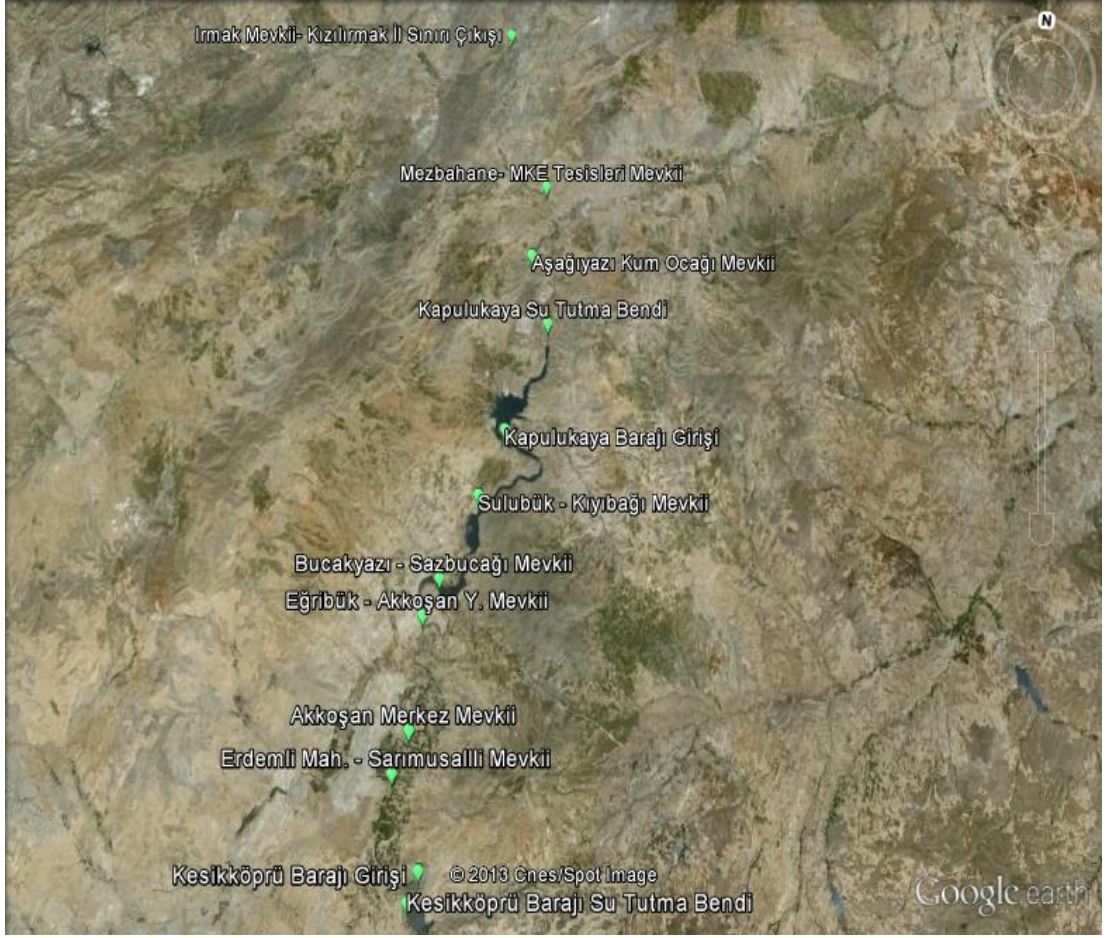 N
Irmak Mevkii- Kızılırmak İl Sınırı Çıkışı
Mezbahane- MKE Tesisleri Mevkii
Aşağıyazı Kum Ocağı Mevkii
Kapulukaya Su Tutma Bendi
Kapulukaya Barajı Girişi
Sulubük - Kıyıbağı Mevkii
Bucakyazı - Sazbucağı Mevkii
Eğribük - Akkoşan Y. Mevkii
Akkoşan Merkez Mevkii
Erdemli Mah. - Sarımusallli Mevkii
Kesikköprü Barajı Girişi
© 2013 Cnes/Spot Image
Kesikköprü Barajı Su Tutma Bendi
Google earth